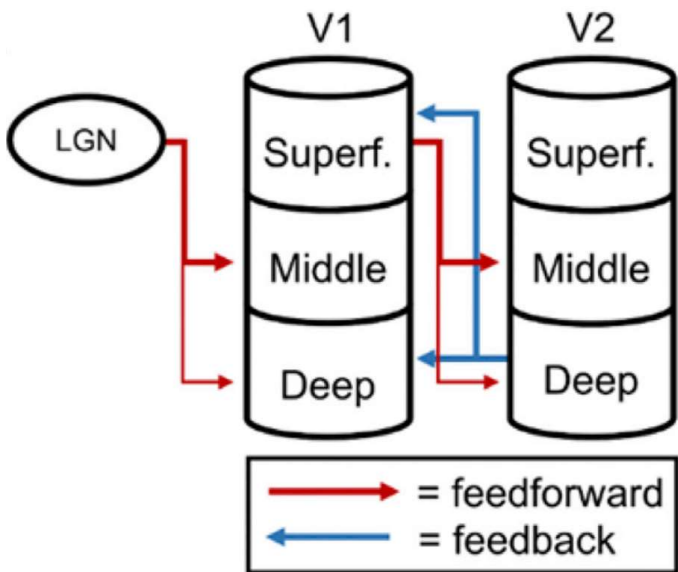 V1
V2
LGN
Superf.
Superf.
Middle
Middle
Deep
Deep
= feedforward
= feedback